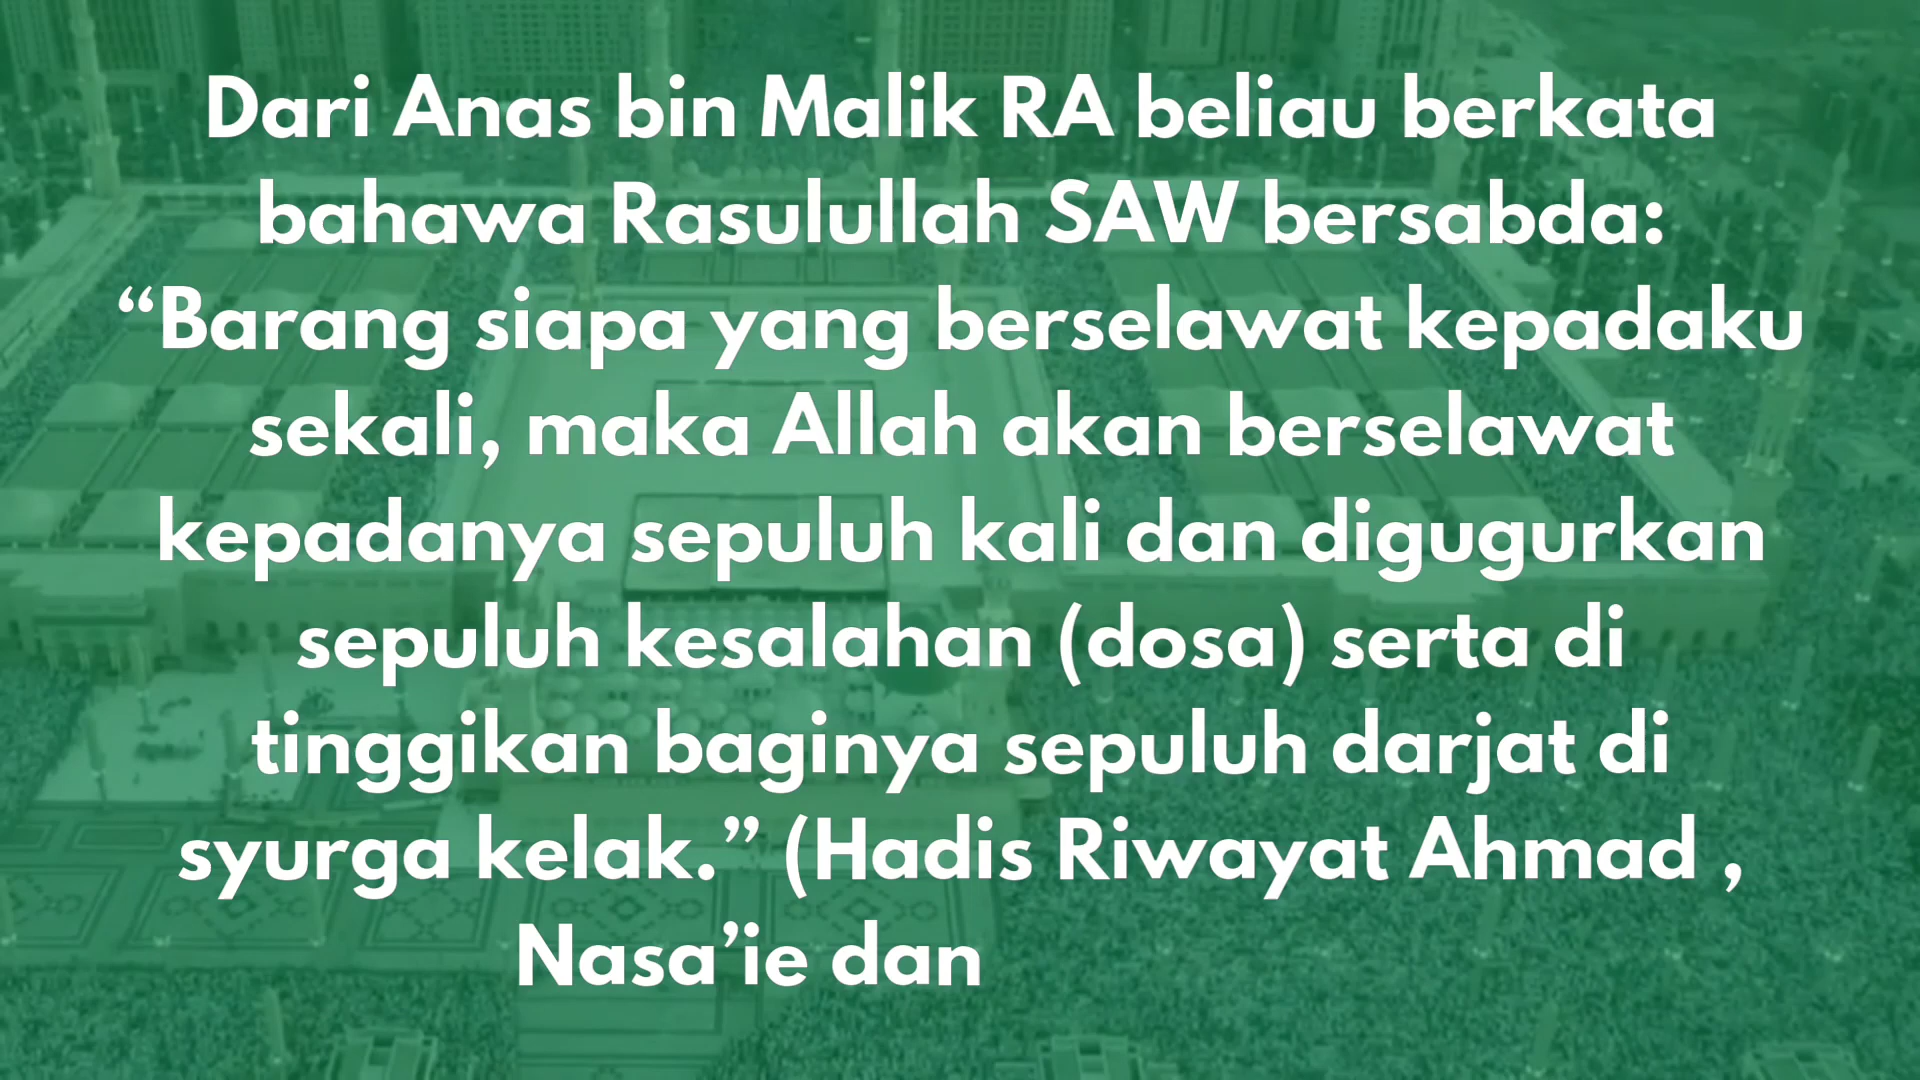 Dari Anas bin Malik RA beliau berkata
bahawa Rasulullah SAW bersabda:
“Barang siapa yang berselawat kepadaku
sekali, maka Allah akan berselawat
kepadanya sepuluh kali dan digugurkan
sepuluh kesalahan (dosa) serta di
tinggikan baginya sepuluh darjat di
syurga kelak.” (Hadis Riwayat Ahmad ,
Nasa’ie dan